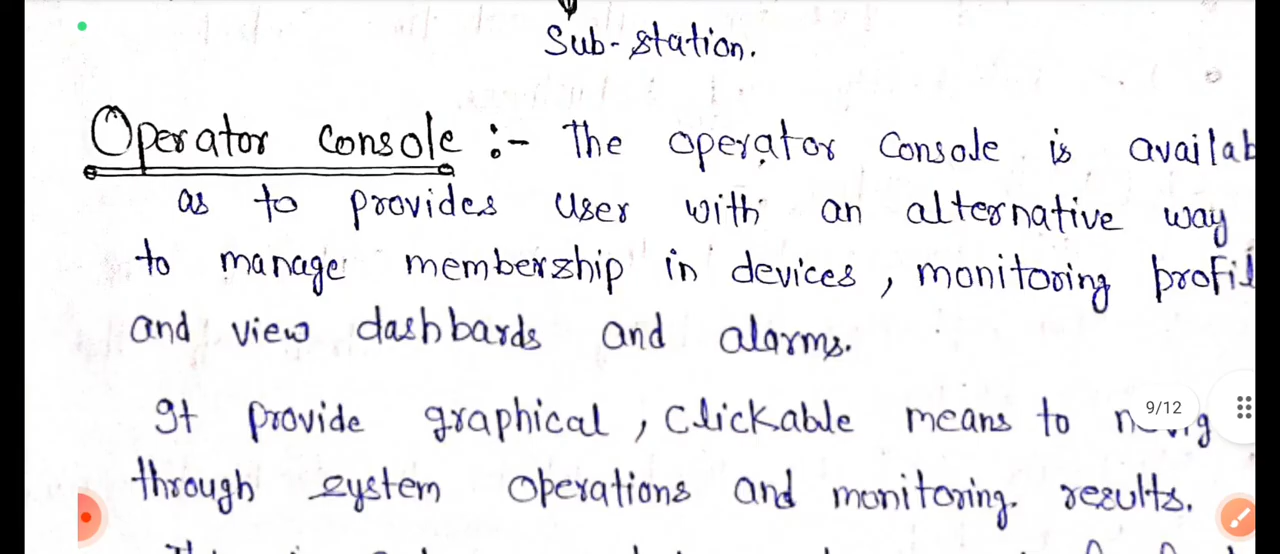 Sub-station.
Operator console :- The operator Console is availab
as to provides user with an alternative way
to manage membership in devices, monitoring profil
and view dashbards and alarms.
It provide graphical, Clickable means to
9/12
through system operations and monitoring. results.